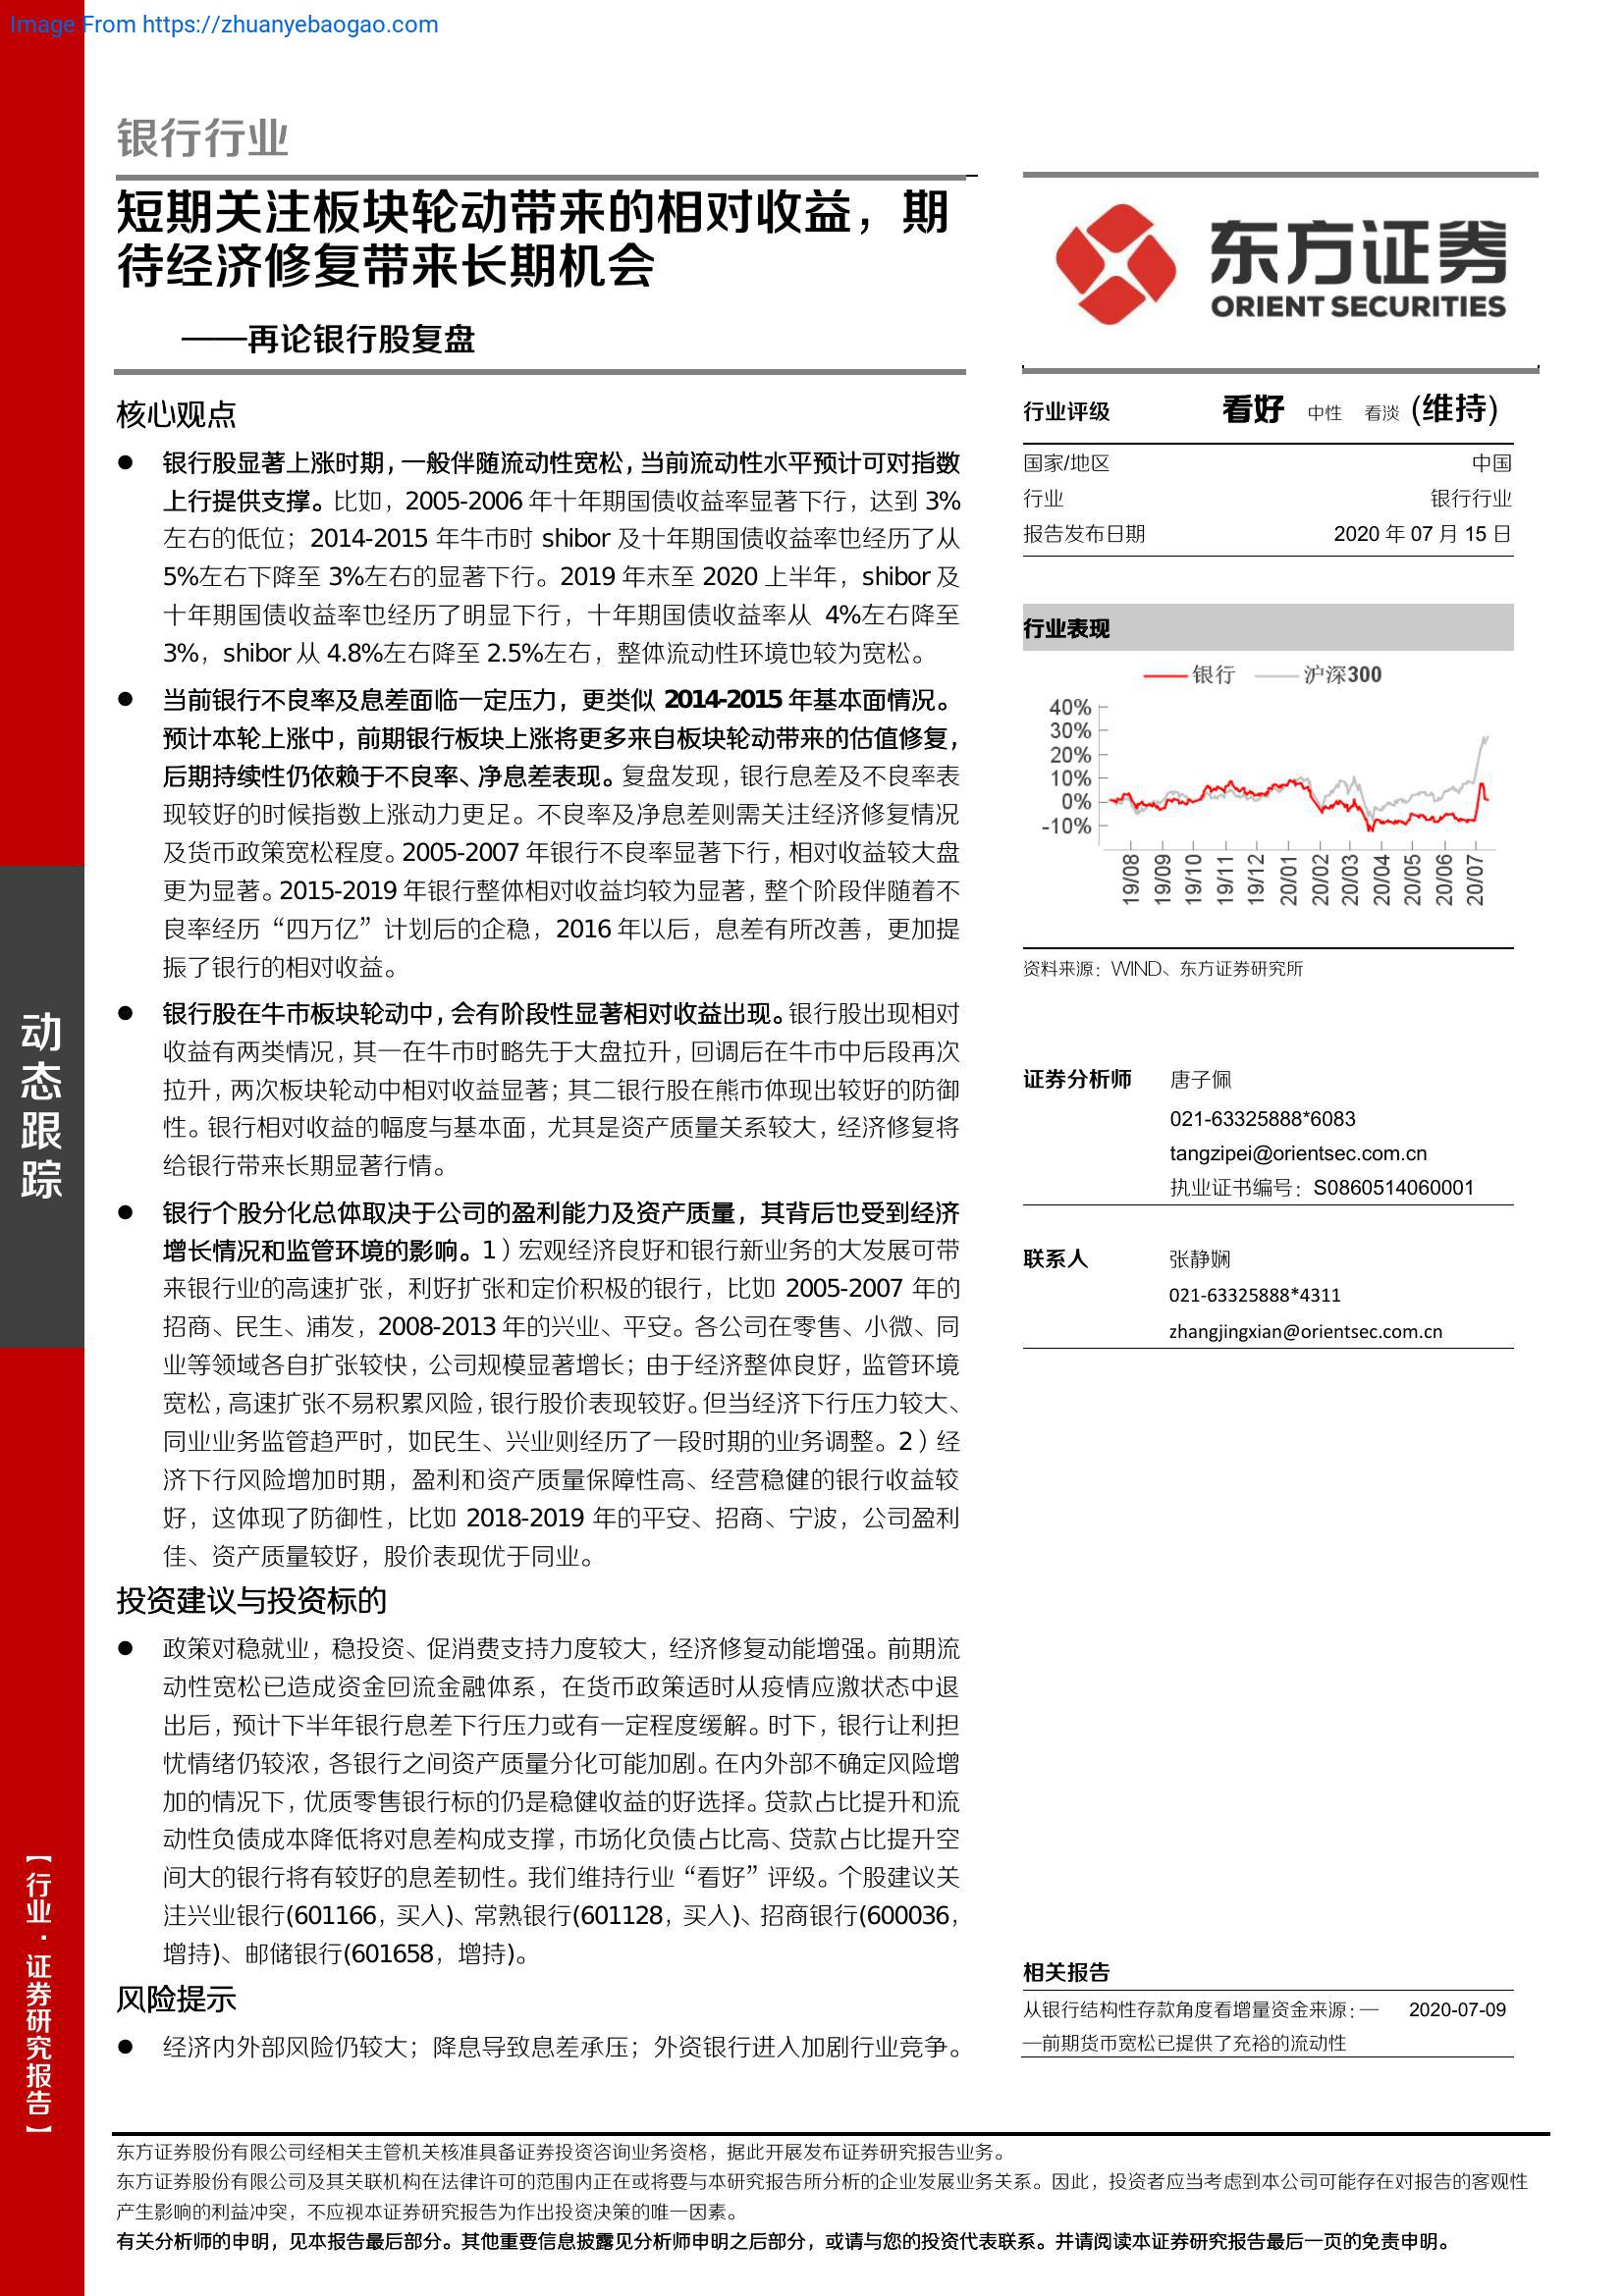 Image From https://zhuanyebaogao.com
银行行业
短期关注板块轮动带来的相对收益，期
待经济修复带来长期机会
——再论银行股复盘
核心观点
● 银行股显著上涨时期，一般伴随流动性宽松，当前流动性水平预计可对指数
上行提供支撑。比如，2005-2006 年十年期国债收益率显著下行，达到 3%
左右的低位；2014-2015 年牛市时 shibor 及十年期国债收益率也经历了从
5%左右下降至 3%左右的显著下行。2019 年末至 2020 上半年，shibor 及
十年期国债收益率也经历了明显下行，十年期国债收益率从 4%左右降至
3%，shibor 从 4.8%左右降至 2.5%左右，整体流动性环境也较为宽松。
● 当前银行不良率及息差面临一定压力，更类似 2014-2015 年基本面情况。
预计本轮上涨中，前期银行板块上涨将更多来自板块轮动带来的估值修复，
后期持续性仍依赖于不良率、净息差表现。复盘发现，银行息差及不良率表
现较好的时候指数上涨动力更足。不良率及净息差则需关注经济修复情况
及货币政策宽松程度。2005-2007 年银行不良率显著下行，相对收益较大盘
更为显著。2015-2019 年银行整体相对收益均较为显著，整个阶段伴随着不
良率经历“四万亿”计划后的企稳，2016 年以后，息差有所改善，更加提
振了银行的相对收益。
● 银行股在牛市板块轮动中，会有阶段性显著相对收益出现。银行股出现相对
收益有两类情况，其一在牛市时略先于大盘拉升，回调后在牛市中后段再次
拉升，两次板块轮动中相对收益显著；其二银行股在熊市体现出较好的防御
性。银行相对收益的幅度与基本面，尤其是资产质量关系较大，经济修复将
给银行带来长期显著行情。
● 银行个股分化总体取决于公司的盈利能力及资产质量，其背后也受到经济
增长情况和监管环境的影响。1）宏观经济良好和银行新业务的大发展可带
来银行业的高速扩张，利好扩张和定价积极的银行，比如 2005-2007 年的
招商、民生、浦发，2008-2013 年的兴业、平安。各公司在零售、小微、同
业等领域各自扩张较快，公司规模显著增长；由于经济整体良好，监管环境
宽松，高速扩张不易积累风险，银行股价表现较好。但当经济下行压力较大、
同业业务监管趋严时，如民生、兴业则经历了一段时期的业务调整。2）经
济下行风险增加时期，盈利和资产质量保障性高、经营稳健的银行收益较
好，这体现了防御性，比如 2018-2019 年的平安、招商、宁波，公司盈利
佳、资产质量较好，股价表现优于同业。
投资建议与投资标的
● 政策对稳就业，稳投资、促消费支持力度较大，经济修复动能增强。前期流
动性宽松已造成资金回流金融体系，在货币政策适时从疫情应激状态中退
出后，预计下半年银行息差下行压力或有一定程度缓解。时下，银行让利担
忧情绪仍较浓，各银行之间资产质量分化可能加剧。在内外部不确定风险增
加的情况下，优质零售银行标的仍是稳健收益的好选择。贷款占比提升和流
动性负债成本降低将对息差构成支撑，市场化负债占比高、贷款占比提升空
间大的银行将有较好的息差韧性。我们维持行业“看好”评级。个股建议关
注兴业银行(601166，买入)、常熟银行(601128，买入)、招商银行(600036，
增持)、邮储银行(601658，增持)。
风险提示
● 经济内外部风险仍较大；降息导致息差承压；外资银行进入加剧行业竞争。
东方证券
ORIENT SECURITIES
行业评级 看好 中性 看淡 (维持)
国家/地区 中国
行业 银行行业
报告发布日期 2020 年 07 月 15 日
行业表现
银行 沪深300
40%
30%
20%
10%
0%
-10%
19/08 19/09 19/10 19/11 19/12 20/01 20/02 20/03 20/04 20/05 20/06 20/07
资料来源：WIND、东方证券研究所
证券分析师 唐子佩
021-63325888*6083
tangzipei@orientsec.com.cn
执业证书编号：S0860514060001
联系人 张静娴
021-63325888*4311
zhangjingxian@orientsec.com.cn
相关报告
从银行结构性存款角度看增量资金来源：— 2020-07-09
—前期货币宽松已提供了充裕的流动性
动态跟踪
【行业·证券研究报告】
东方证券股份有限公司经相关主管机关核准具备证券投资咨询业务资格，据此开展发布证券研究报告业务。
东方证券股份有限公司及其关联机构在法律许可的范围内正在或将要与本研究报告所分析的企业发展业务关系。因此，投资者应当考虑到本公司可能存在对报告的客观性
产生影响的利益冲突，不应视本证券研究报告为作出投资决策的唯一因素。
有关分析师的申明，见本报告最后部分。其他重要信息披露见分析师申明之后部分，或请与您的投资代表联系。并请阅读本证券研究报告最后一页的免责申明。